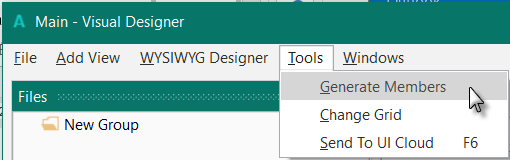 Main - Visual Designer
File Add View WYSIWYG Designer Tools Windows
Files
Generate Members
New Group
Change Grid
Send To UI Cloud F6